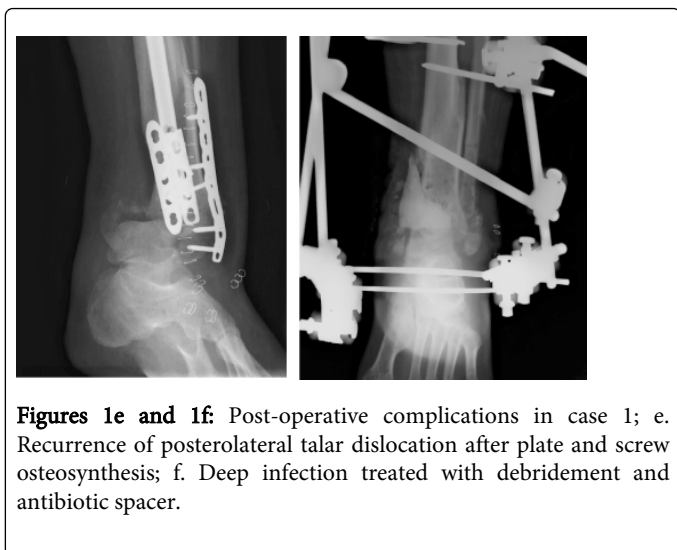 Figures 1e and 1f: Post-operative complications in case 1; e.
Recurrence of posterolateral talar dislocation after plate and screw
osteosynthesis; f. Deep infection treated with debridement and
antibiotic spacer.